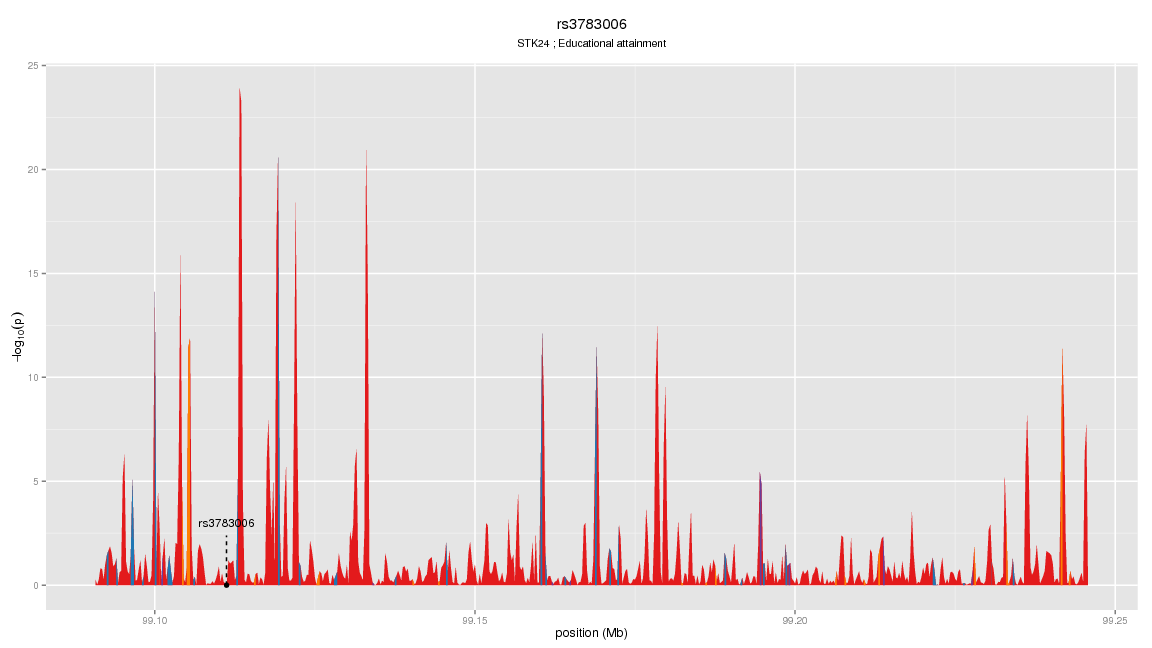 rs3783006
STK24 ; Educational attainment
25
20
15
10
5
0
−log10(p)
rs3783006
99.10
99.15
99.20
99.25
position (Mb)